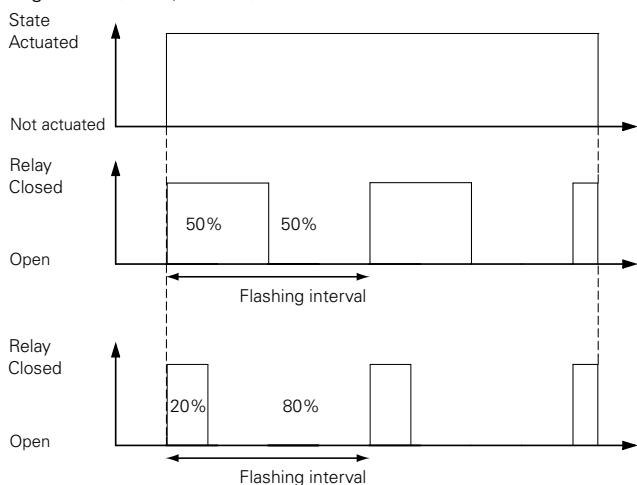 State
Actuated
Not actuated
Relay
Closed
50% 50%
Open
Flashing interval
Relay
Closed
20% 80%
Open
Flashing interval